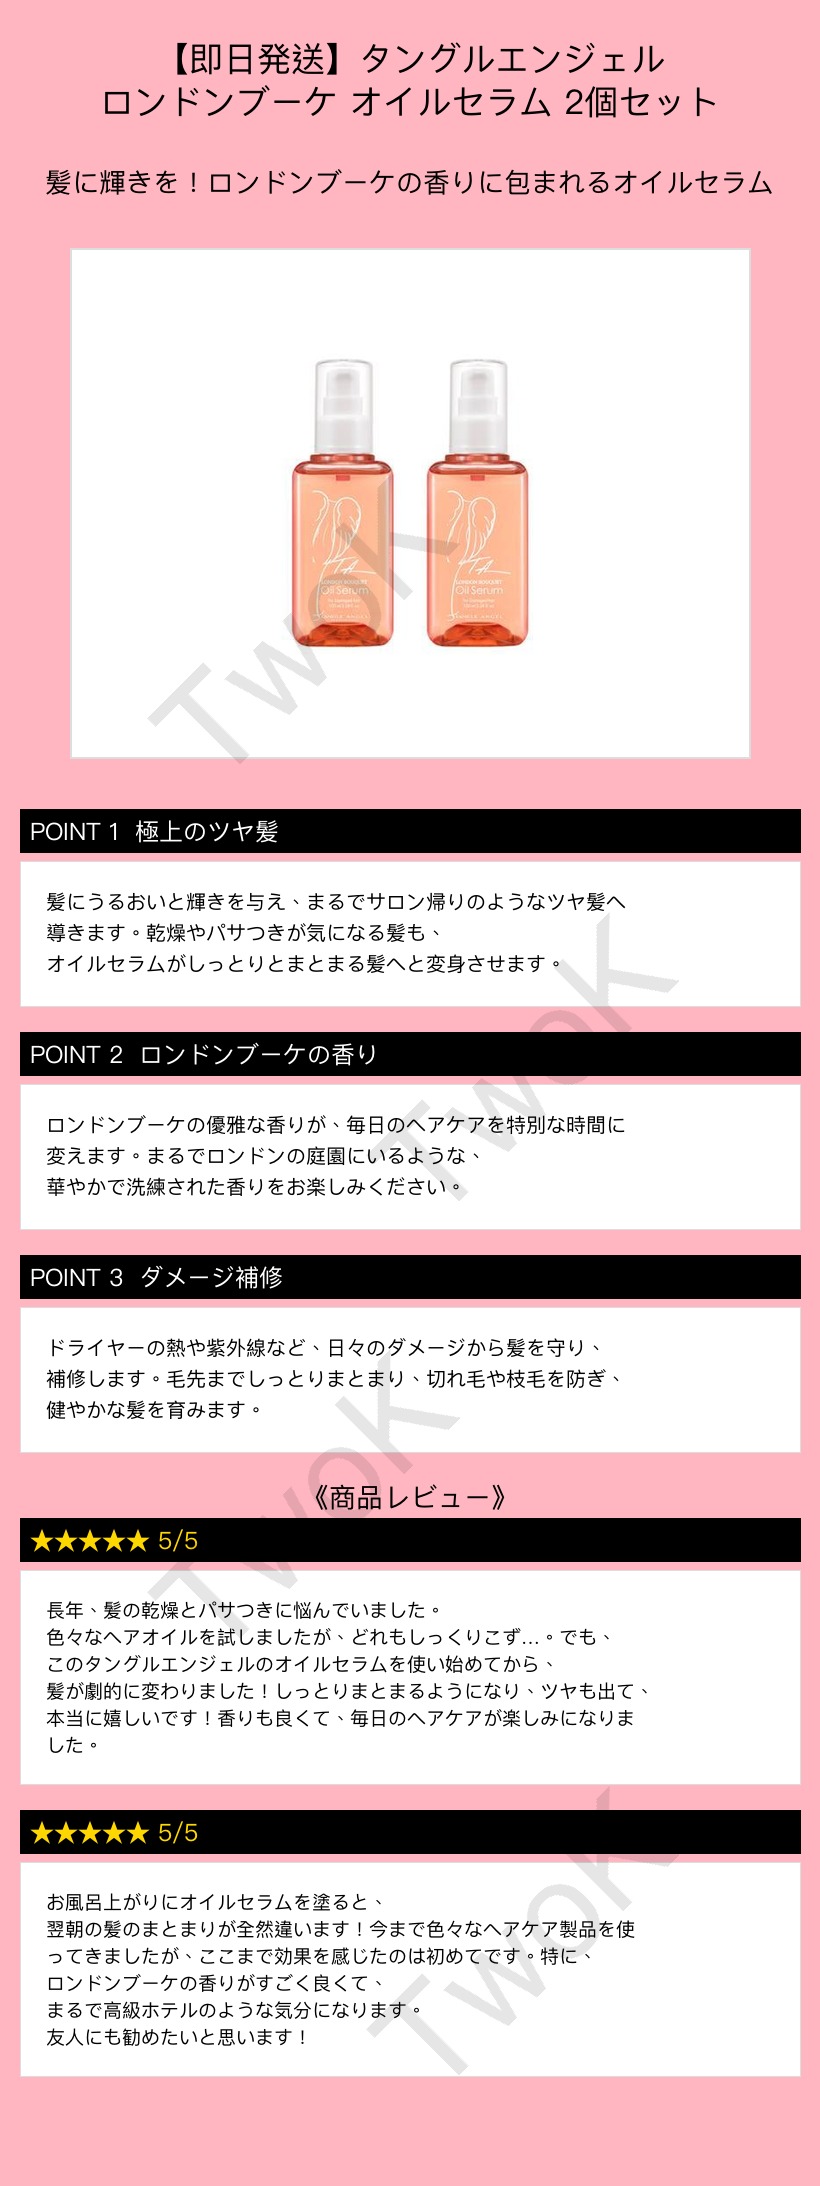 【即日発送】タングルエンジェル
ロンドンブーケ オイルセラム 2個セット
髪に輝きを！ロンドンブーケの香りに包まれるオイルセラム
TA
LONDON BOUQUET
Oil Serum
TANGLE ANGEL
TA
LONDON BOUQUET
Oil Serum
TANGLE ANGEL
TwoK
POINT 1 極上のツヤ髪
髪にうるおいと輝きを与え、まるでサロン帰りのようなツヤ髪へ
導きます。乾燥やパサつきが気になる髪も、
オイルセラムがしっとりとまとまる髪へと変身させます。
TwoK
POINT 2 ロンドンブーケの香り
ロンドンブーケの優雅な香りが、毎日のヘアケアを特別な時間に
変えます。まるでロンドンの庭園にいるような、
華やかで洗練された香りをお楽しみください。
POINT 3 ダメージ補修
ドライヤーの熱や紫外線など、日々のダメージから髪を守り、
補修します。毛先までしっとりまとまり、切れ毛や枝毛を防ぎ、
健やかな髪を育みます。
TwoK
《商品レビュー》
★★★★★ 5/5
長年、髪の乾燥とパサつきに悩んでいました。
色々なヘアオイルを試しましたが、どれもしっくりこず…。でも、
このタングルエンジェルのオイルセラムを使い始めてから、
髪が劇的に変わりました！しっとりまとまるようになり、ツヤも出て、
本当に嬉しいです！香りも良くて、毎日のヘアケアが楽しみになりま
した。
★★★★★ 5/5
お風呂上がりにオイルセラムを塗ると、
翌朝の髪のまとまりが全然違います！今まで色々なヘアケア製品を使
ってきましたが、ここまで効果を感じたのは初めてです。特に、
ロンドンブーケの香りがすごく良くて、
まるで高級ホテルのような気分になります。
友人にも勧めたいと思います！
TwoK